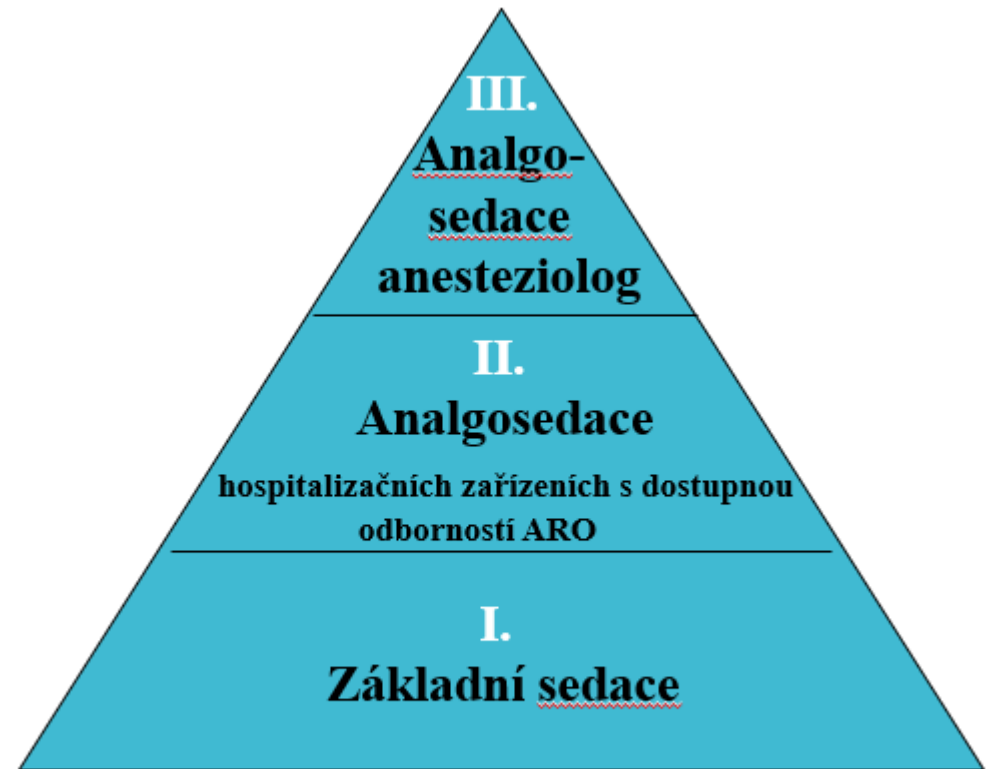 III.
Analgo-
sedace
anesteziolog
II.
Analgosedace
hospitalizačních zařízeních s dostupnou
odborností ARO
I.
Základní sedace